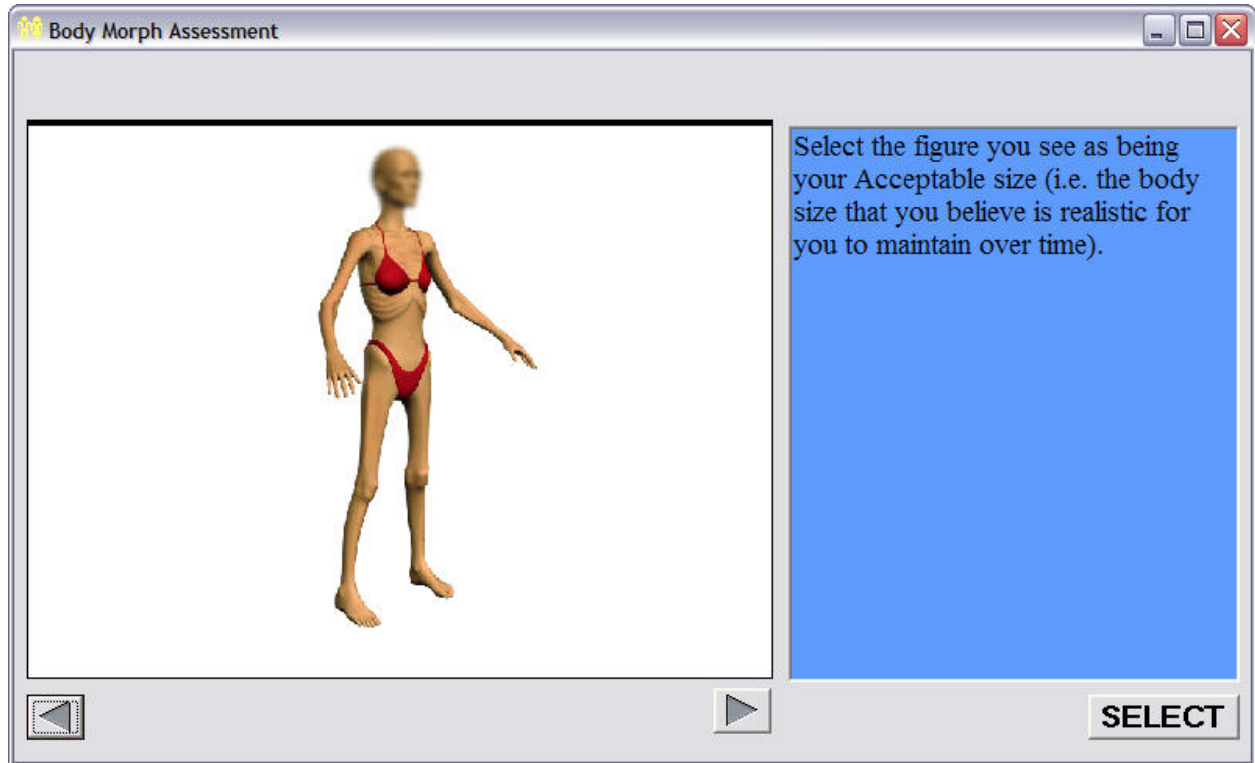 Body Morph Assessment
Select the figure you see as being
your Acceptable size (i.e. the body
size that you believe is realistic for
you to maintain over time).
SELECT